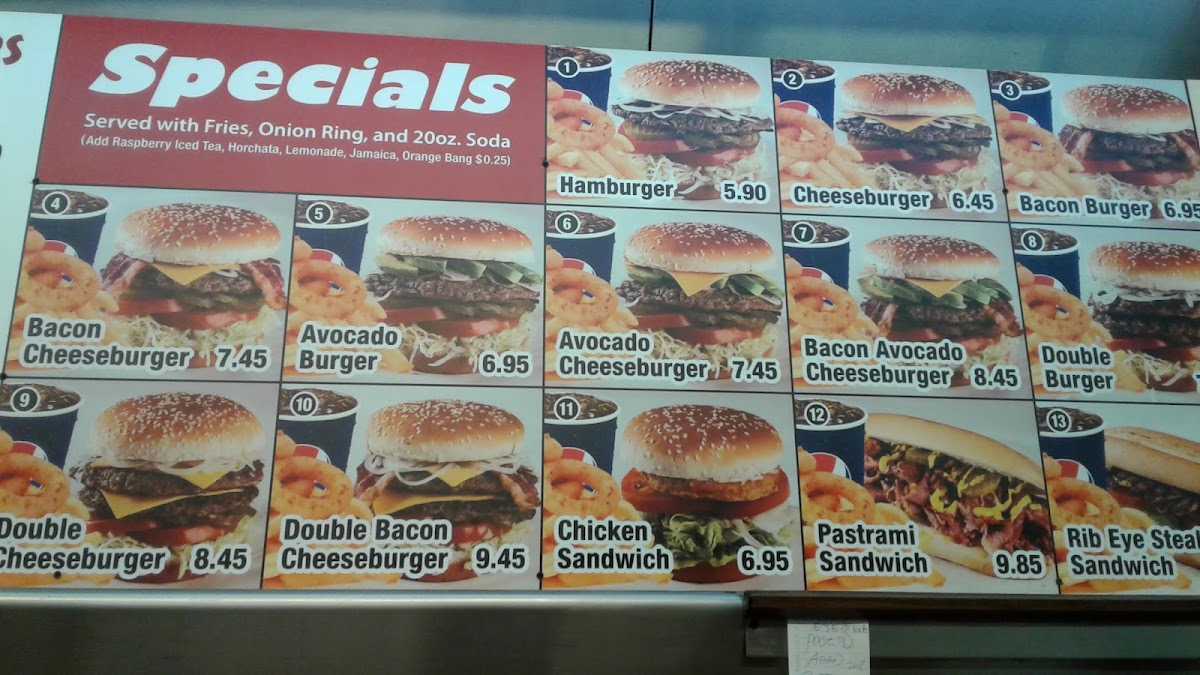 Specials
Served with Fries, Onion Ring, and 20oz. Soda
(Add Raspberry Iced Tea, Horchata, Lemonade, Jamaica, Orange Bang $0.25)
1
Hamburger 5.90
2
Cheeseburger 6.45
3
Bacon Burger 6.95
4
Bacon
Cheeseburger 7.45
5
Avocado
Burger 6.95
6
Avocado
Cheeseburger 7.45
7
Bacon Avocado
Cheeseburger 8.45
8
Double
Burger
9
Double
Cheeseburger 8.45
10
Double Bacon
Cheeseburger 9.45
11
Chicken
Sandwich 6.95
12
Pastrami
Sandwich 9.85
13
Rib Eye Steak
Sandwich